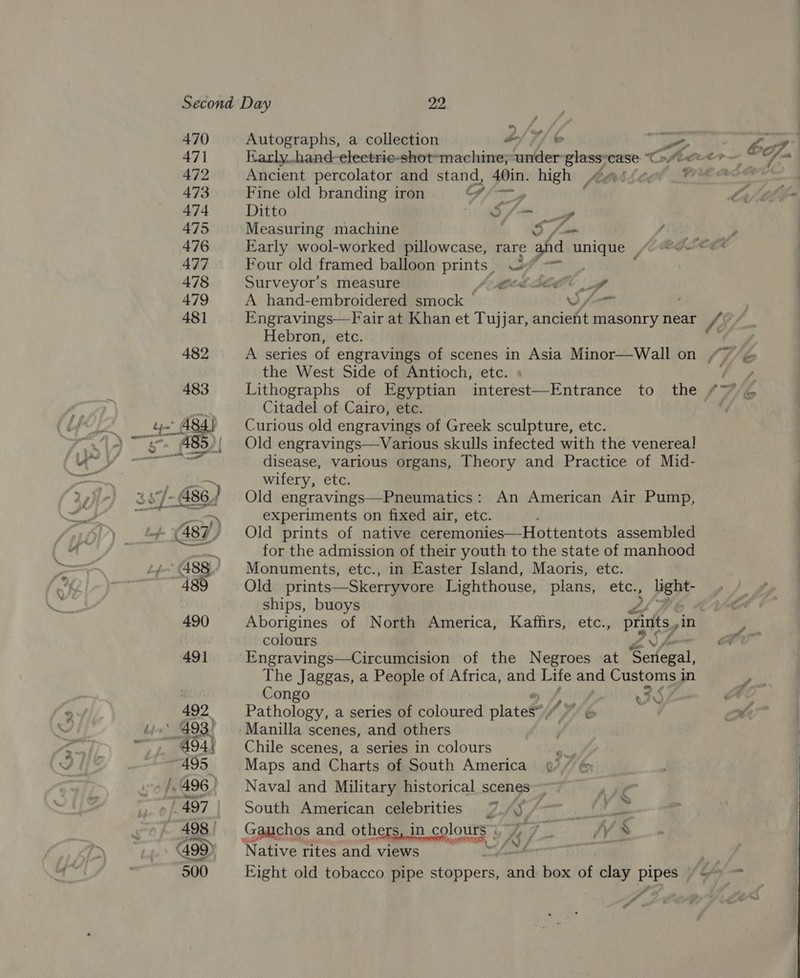 Second Day 22
470 Autographs, a collection 2/7/6
471 Early hand-electric-shot machine, under glass case
472 Ancient percolator and stand, 40in. high
473 Fine old branding iron
474 Ditto 5/-
475 Measuring machine
476 Early wool-worked pillowcase, rare and unique
477 Four old framed balloon prints
478 Surveyor's measure
479 A hand-embroidered smock
481 Engravings—Fair at Khan et Tujjar, ancient masonry near
Hebron, etc.
482 A series of engravings of scenes in Asia Minor—Wall on
the West Side of Antioch, etc.
483 Lithographs of Egyptian interest—Entrance to the
Citadel of Cairo, etc.
484 Curious old engravings of Greek sculpture, etc.
485 Old engravings—Various skulls infected with the venereal
disease, various organs, Theory and Practice of Mid-
wifery, etc.
486 Old engravings—Pneumatics: An American Air Pump,
experiments on fixed air, etc.
487 Old prints of native ceremonies—Hottentots assembled
for the admission of their youth to the state of manhood
488 Monuments, etc., in Easter Island, Maoris, etc.
489 Old prints—Skerryvore Lighthouse, plans, etc., light-
ships, buoys
490 Aborigines of North America, Kaffirs, etc., prints in
colours
491 Engravings—Circumcision of the Negroes at Senegal,
The Jaggas, a People of Africa, and Life and Customs in
Congo
492 Pathology, a series of coloured plates
493 Manilla scenes, and others
494 Chile scenes, a series in colours
495 Maps and Charts of South America
496 Naval and Military historical scenes
497 South American celebrities
498 Gauchos and others, in colours
499 Native rites and views
500 Eight old tobacco pipe stoppers, and box of clay pipes